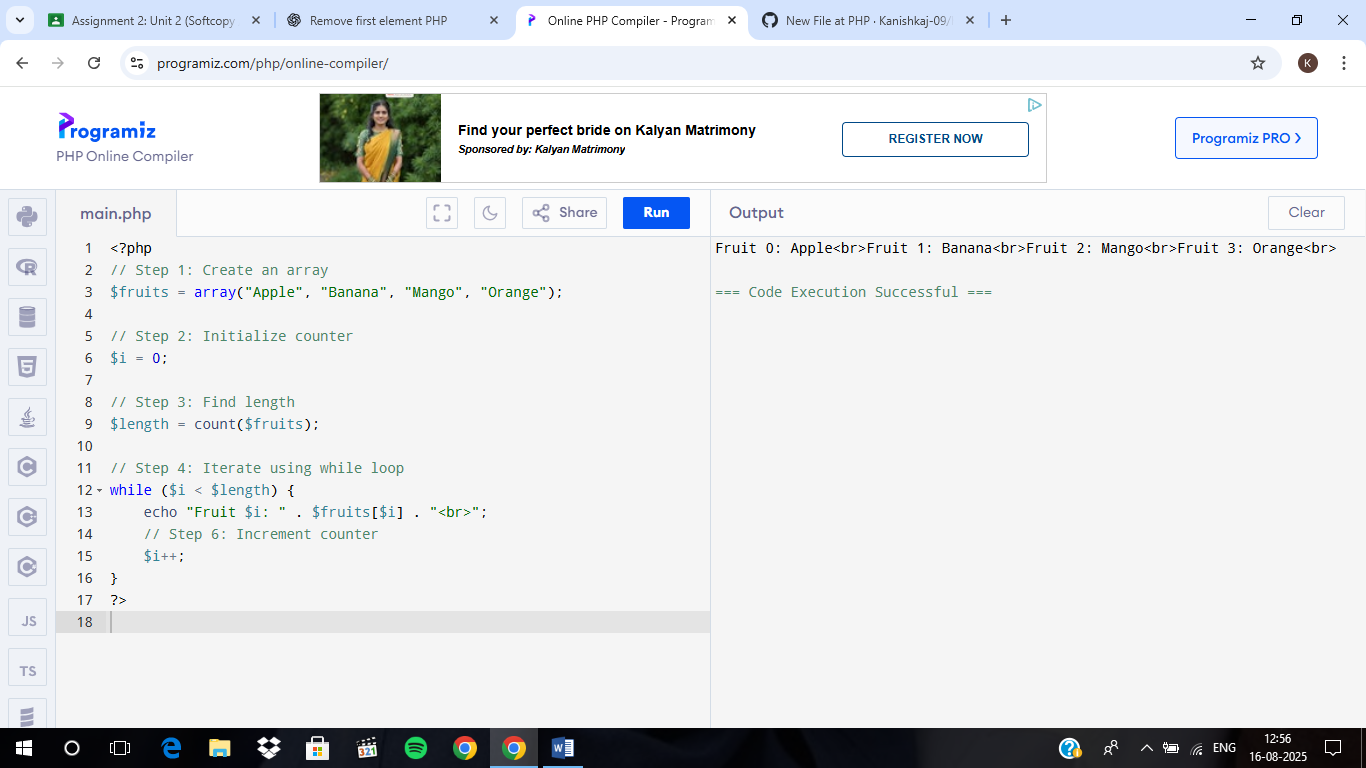 Assignment 2: Unit 2 (Softcopy
Remove first element PHP
Online PHP Compiler - Program
New File at PHP · Kanishkaj-09/
programiz.com/php/online-compiler/
K
Programiz
PHP Online Compiler
Find your perfect bride on Kalyan Matrimony
Sponsored by: Kalyan Matrimony
REGISTER NOW
Programiz PRO >
main.php
Share
Run
Output
Clear
1 <?php
2 // Step 1: Create an array
3 $fruits = array("Apple", "Banana", "Mango", "Orange");
4
5 // Step 2: Initialize counter
6 $i = 0;
7
8 // Step 3: Find length
9 $length = count($fruits);
10
11 // Step 4: Iterate using while loop
12 while ($i < $length) {
13     echo "Fruit $i: " . $fruits[$i] . "<br>";
14     // Step 6: Increment counter
15     $i++;
16 }
17 ?>
18
Fruit 0: Apple<br>Fruit 1: Banana<br>Fruit 2: Mango<br>Fruit 3: Orange<br>
=== Code Execution Successful ===
JS
TS
321
ENG
12:56
16-08-2025